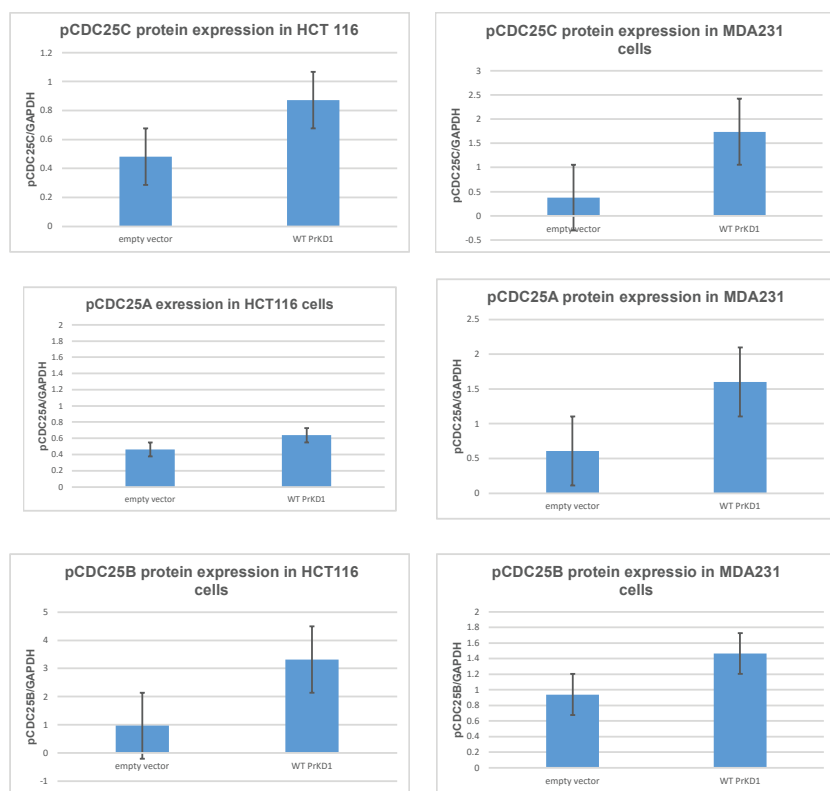 pCDC25C protein expression in HCT 116
pCDC25C/GAPDH
1.2
1
0.8
0.6
0.4
0.2
0
empty vector
WT PrKD1
pCDC25C protein expression in MDA231
cells
pCDC25C/GAPDH
3
2.5
2
1.5
1
0.5
0
-0.5
empty vector
WT PrKD1
pCDC25A exression in HCT116 cells
pCDC25A/GAPDH
2
1.8
1.6
1.4
1.2
1
0.8
0.6
0.4
0.2
0
empty vector
WT PrKD1
pCDC25A protein expression in MDA231
pCDC25A/GAPDH
2.5
2
1.5
1
0.5
0
empty vector
WT PrKD1
pCDC25B protein expression in HCT116
cells
pCDC25B/GAPDH
5
4
3
2
1
0
-1
empty vector
WT PrKD1
pCDC25B protein expressio in MDA231
cells
pCDC25B/GAPDH
2
1.8
1.6
1.4
1.2
1
0.8
0.6
0.4
0.2
0
empty vector
WT PrKD1